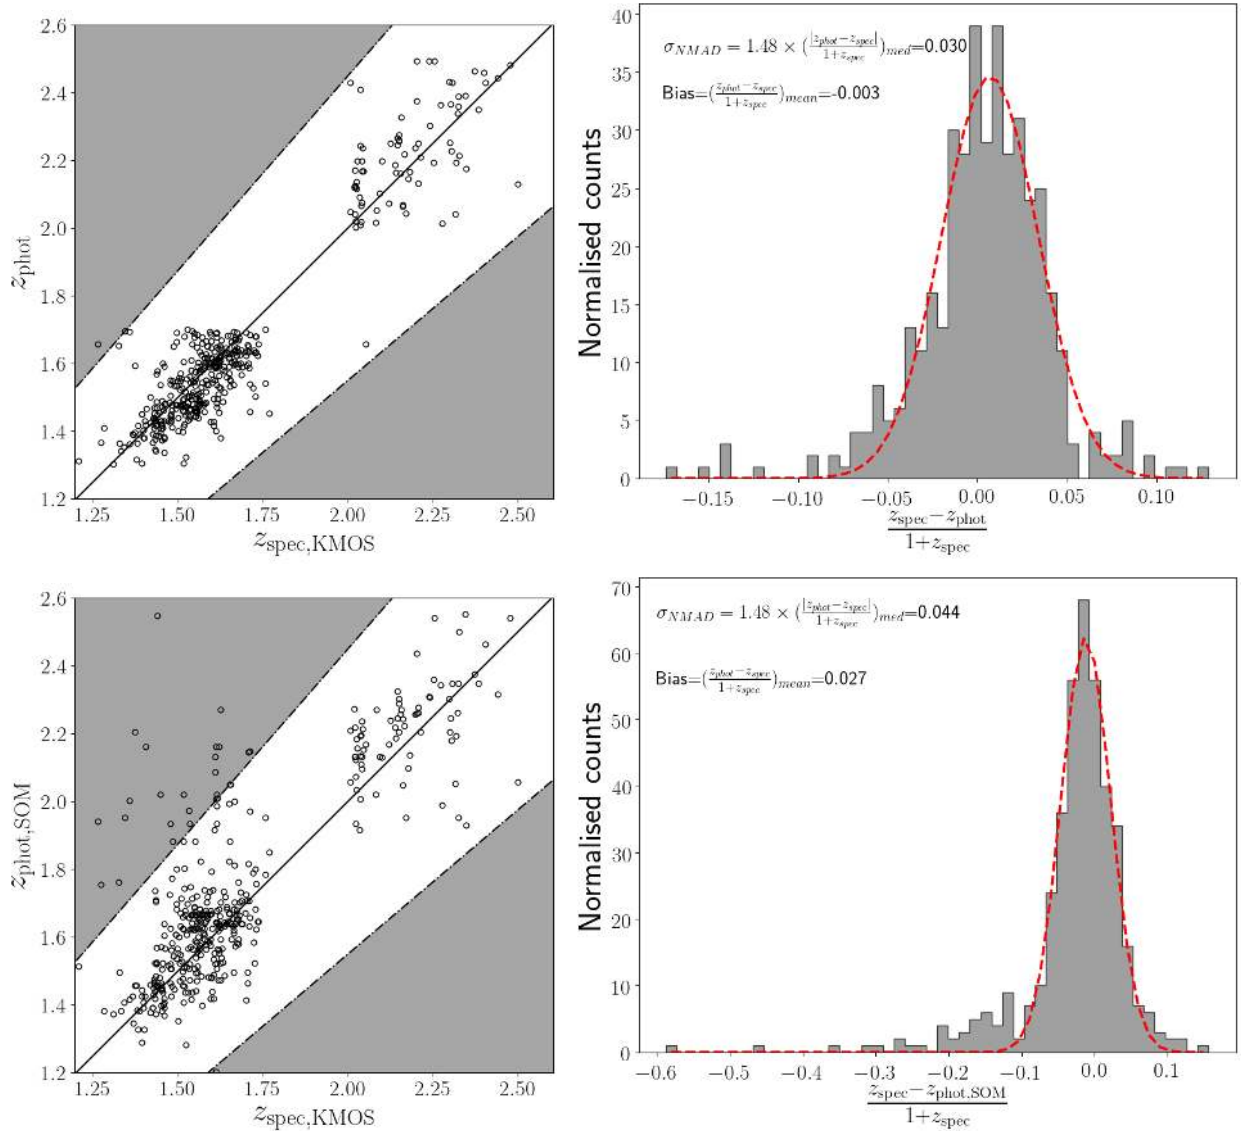 2.6
2.4
2.2
2.0
1.8
1.6
1.4
1.2
z_phot
1.25 1.50 1.75 2.00 2.25 2.50
z_spec,KMOS
40
35
30
25
20
15
10
5
0
Normalised counts
σ_NMAD = 1.48 × (|z_phot−z_spec| / 1+z_spec)_med=0.030
Bias=(z_phot−z_spec / 1+z_spec)_mean=-0.003
−0.15 −0.10 −0.05 0.00 0.05 0.10
z_spec−z_phot
1+z_spec
2.6
2.4
2.2
2.0
1.8
1.6
1.4
1.2
z_phot,SOM
1.25 1.50 1.75 2.00 2.25 2.50
z_spec,KMOS
70
60
50
40
30
20
10
0
Normalised counts
σ_NMAD = 1.48 × (|z_phot−z_spec| / 1+z_spec)_med=0.044
Bias=(z_phot−z_spec / 1+z_spec)_mean=0.027
−0.6 −0.5 −0.4 −0.3 −0.2 −0.1 0.0 0.1
z_spec−z_phot,SOM
1+z_spec